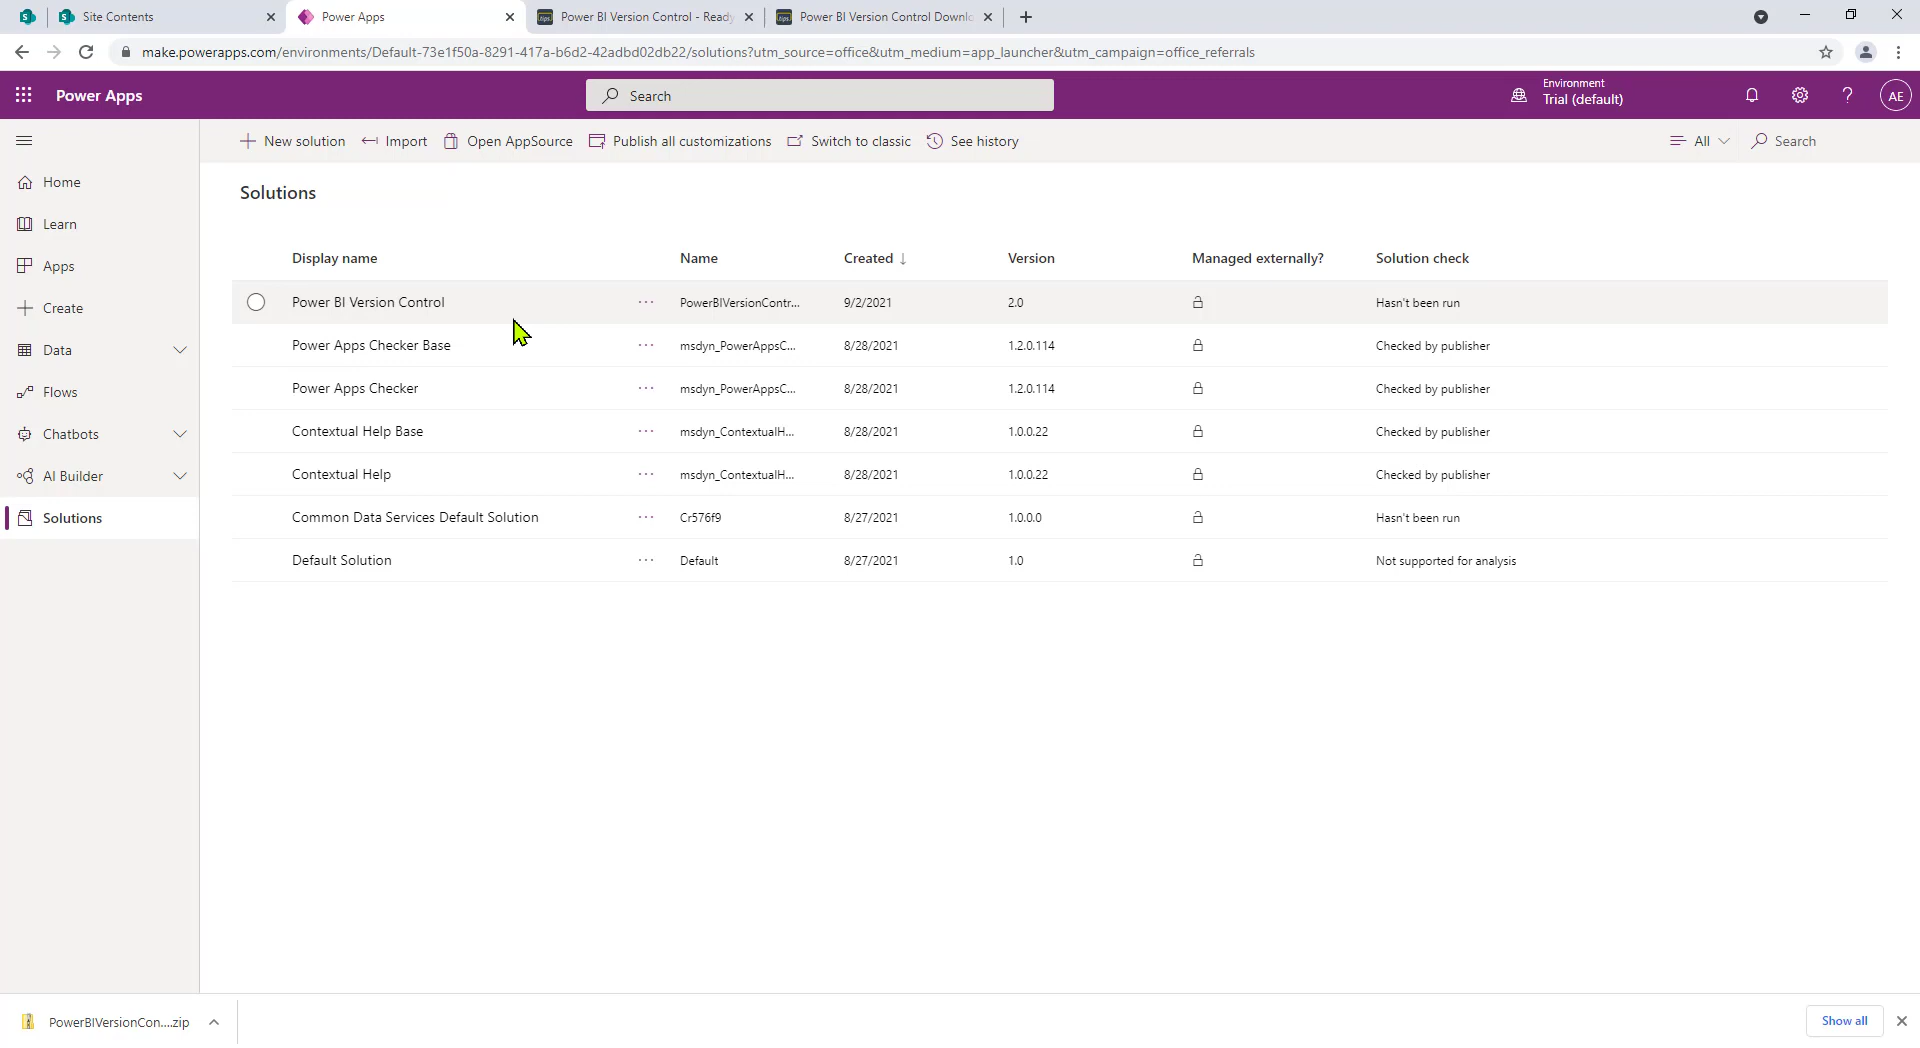 Site Contents
Power Apps
Power BI Version Control - Ready
Power BI Version Control Downlo
make.powerapps.com/environments/Default-73e1f50a-8291-417a-b6d2-42adbd02db22/solutions?utm_source=office&utm_medium=app_launcher&utm_campaign=office_referrals
Power Apps
Search
Environment
Trial (default)
AE
New solution
Import
Open AppSource
Publish all customizations
Switch to classic
See history
All
Search
Home
Learn
Apps
Create
Data
Flows
Chatbots
AI Builder
Solutions
Solutions
Display name Name Created ↓ Version Managed externally? Solution check
Power BI Version Control ... PowerBIVersionContr... 9/2/2021 2.0 Hasn't been run
Power Apps Checker Base ... msdyn_PowerAppsC... 8/28/2021 1.2.0.114 Checked by publisher
Power Apps Checker ... msdyn_PowerAppsC... 8/28/2021 1.2.0.114 Checked by publisher
Contextual Help Base ... msdyn_ContextualH... 8/28/2021 1.0.0.22 Checked by publisher
Contextual Help ... msdyn_ContextualH... 8/28/2021 1.0.0.22 Checked by publisher
Common Data Services Default Solution ... Cr576f9 8/27/2021 1.0.0.0 Hasn't been run
Default Solution ... Default 8/27/2021 1.0 Not supported for analysis
PowerBIVersionCon....zip
Show all